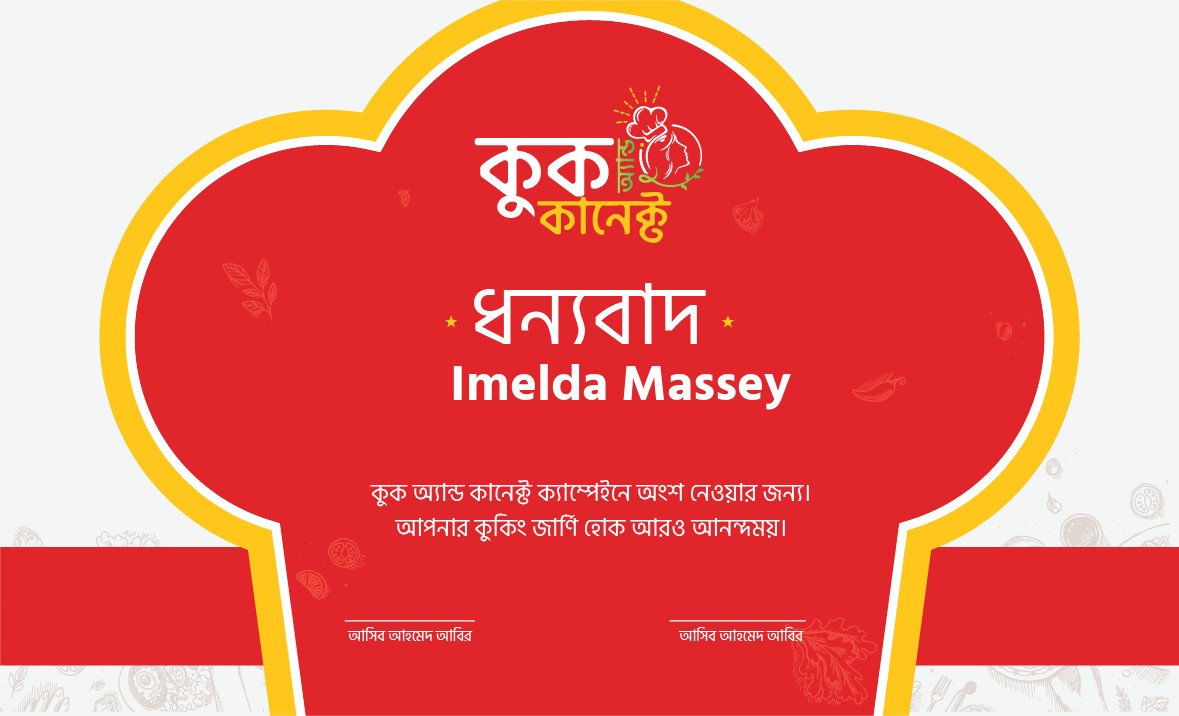 কুক অ্যান্ড
কানেক্ট
ধন্যবাদ
Imelda Massey
কুক অ্যান্ড কানেক্ট ক্যাম্পেইনে অংশ নেওয়ার জন্য।
আপনার কুকিং জার্ণি হোক আরও আনন্দময়।
আসিব আহমেদ আবির
আসিব আহমেদ আবির